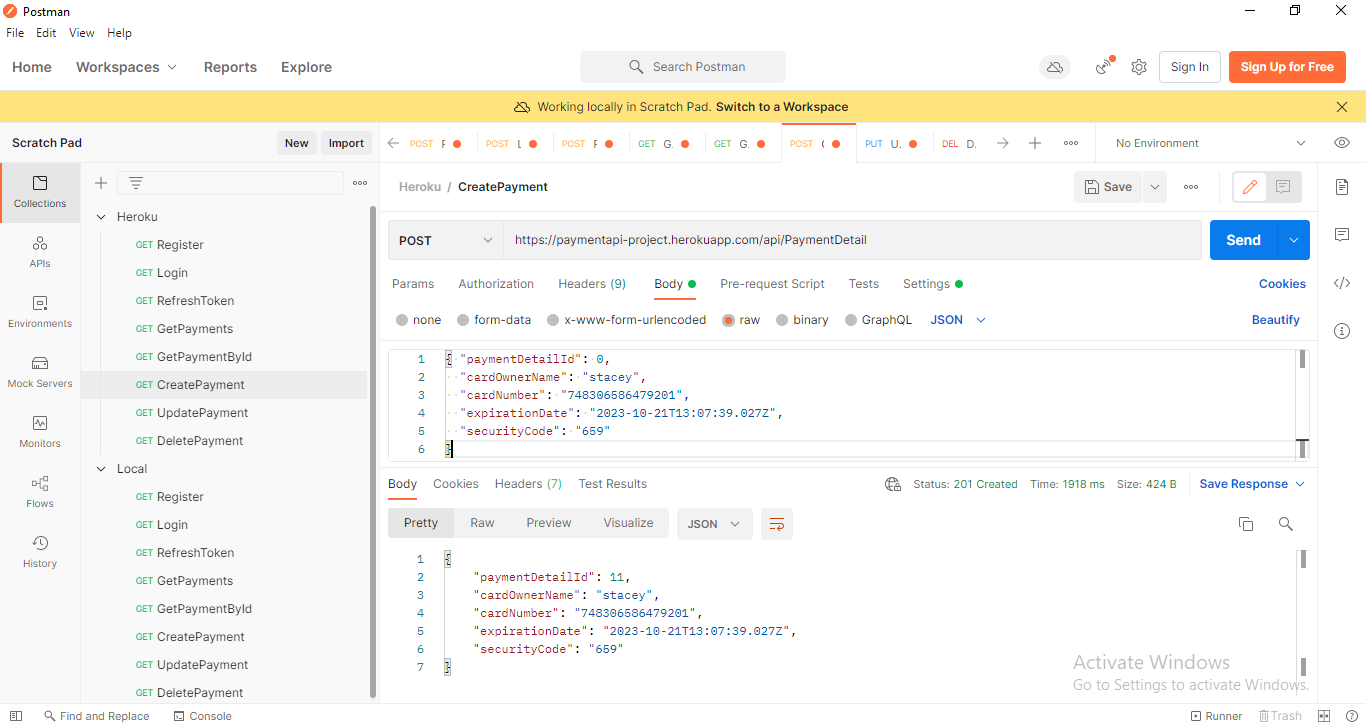 Postman
File Edit View Help
Home Workspaces Reports Explore Search Postman Sign In Sign Up for Free
Working locally in Scratch Pad. Switch to a Workspace
Scratch Pad New Import
POST POST L POST GET G. GET G. POST PUT U. DEL D. No Environment
Collections
APIs
Environments
Mock Servers
Monitors
Flows
History
Heroku
GET Register
GET Login
GET RefreshToken
GET GetPayments
GET GetPaymentById
GET CreatePayment
GET UpdatePayment
GET DeletePayment
Local
GET Register
GET Login
GET RefreshToken
GET GetPayments
GET GetPaymentById
GET CreatePayment
GET UpdatePayment
GET DeletePayment
Heroku / CreatePayment Save
POST https://paymentapi-project.herokuapp.com/api/PaymentDetail Send
Params Authorization Headers (9) Body Pre-request Script Tests Settings Cookies
none form-data x-www-form-urlencoded raw binary GraphQL JSON Beautify
1 { "paymentDetailId": 0,
2 "cardOwnerName": "stacey",
3 "cardNumber": "748306586479201",
4 "expirationDate": "2023-10-21T13:07:39.027Z",
5 "securityCode": "659"
6 }
Body Cookies Headers (7) Test Results Status: 201 Created Time: 1918 ms Size: 424 B Save Response
Pretty Raw Preview Visualize JSON
1 {
2 "paymentDetailId": 11,
3 "cardOwnerName": "stacey",
4 "cardNumber": "748306586479201",
5 "expirationDate": "2023-10-21T13:07:39.027Z",
6 "securityCode": "659"
7 }
Activate Windows
Go to Settings to activate Windows.
Find and Replace Console Runner Trash